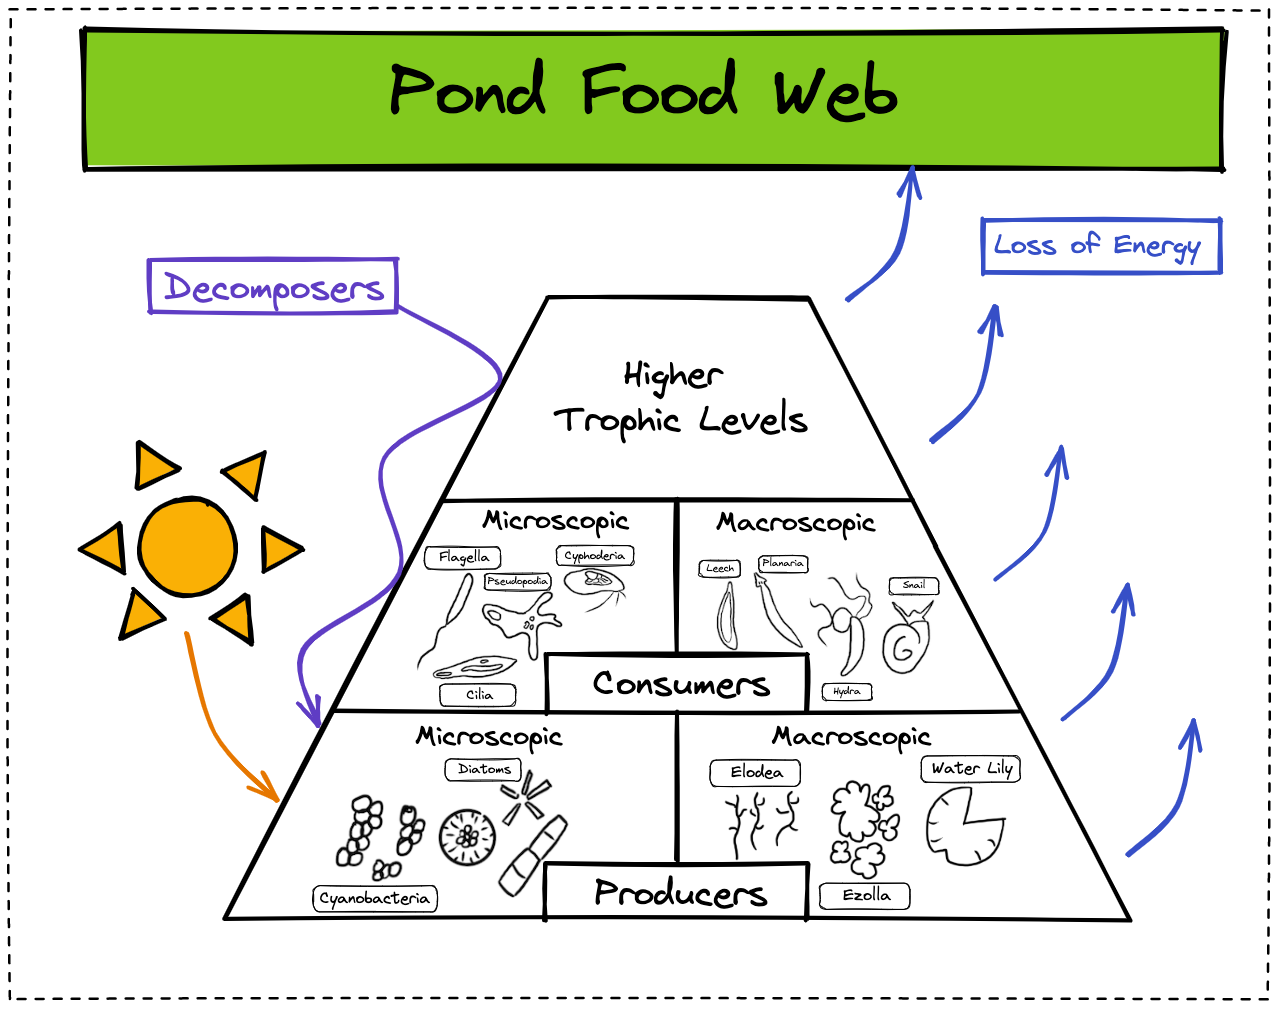 Pond Food Web
Loss of Energy
Decomposers
Higher
Trophic Levels
Microscopic
Flagella
Cyphoderia
Pseudopodia
Cilia
Macroscopic
Leech
Planaria
Snail
Hydra
Consumers
Microscopic
Diatoms
Cyanobacteria
Macroscopic
Elodea
Water Lily
Ezolla
Producers